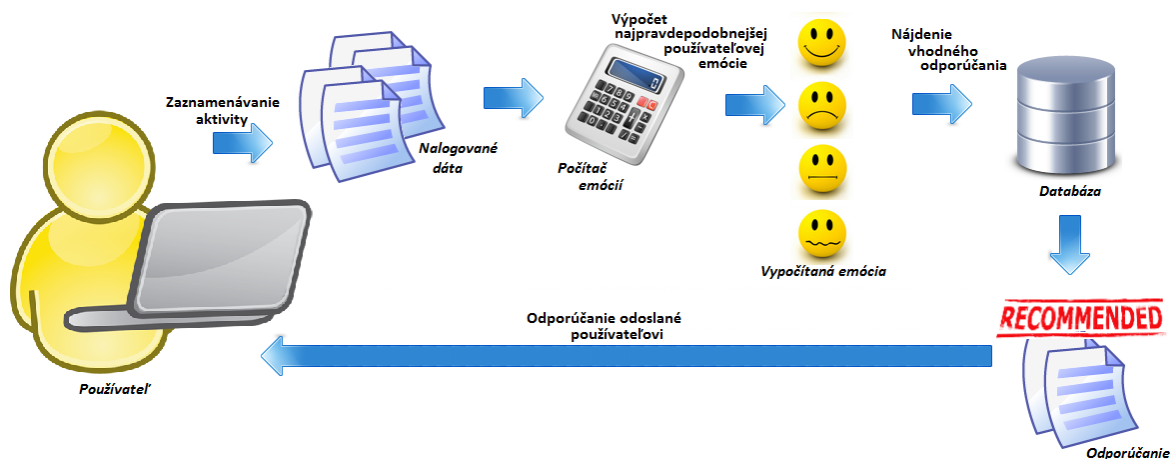 Zaznamenávanie
aktivity
Nalogované
dáta
Počítač
emócií
Výpočet
najpravdepodobnejšej
používateľovej
emócie
Vypočítaná emócia
Nájdenie
vhodného
odporúčania
Databáza
RECOMMENDED
Odporúčanie
Odporúčanie odoslané
používateľovi
Používateľ
0